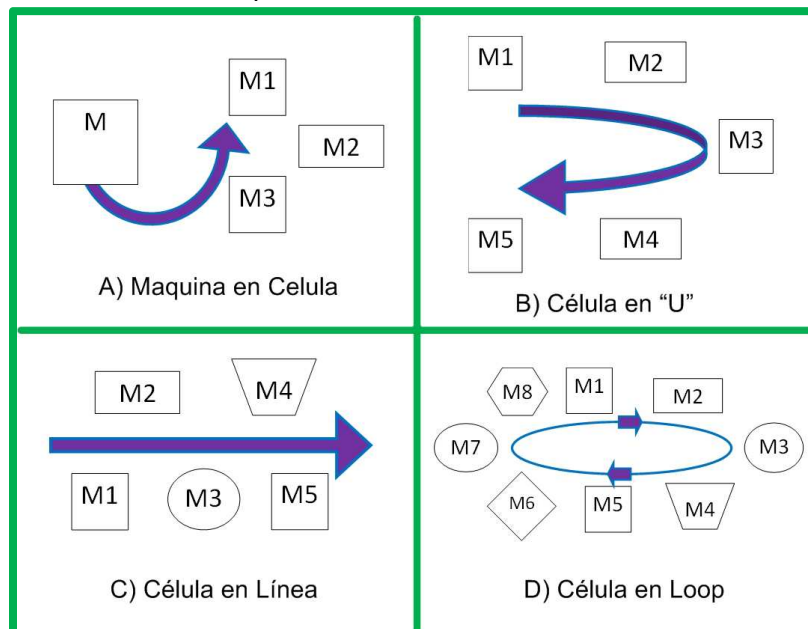 M
M1
M2
M3
A) Maquina en Celula
M1
M2
M3
M5
M4
B) Célula en “U”
M2
M4
M1
M3
M5
C) Célula en Línea
M8
M1
M2
M7
M3
M6
M5
M4
D) Célula en Loop